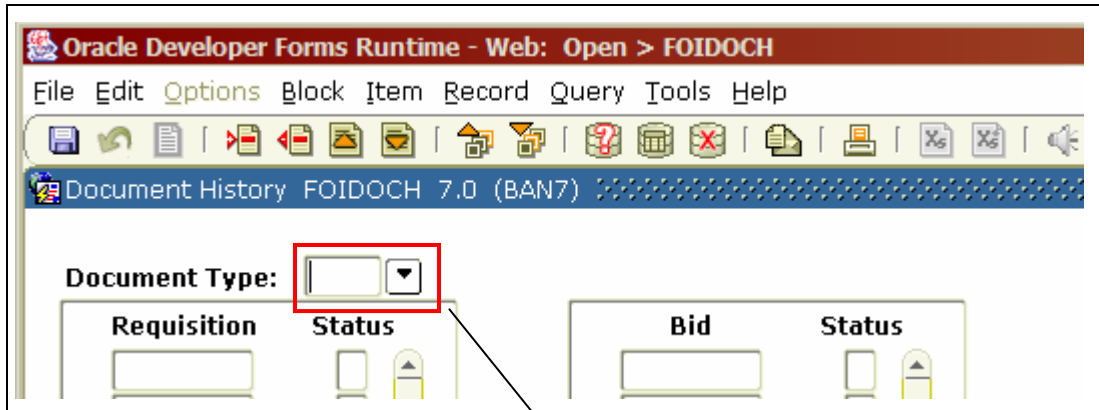 Oracle Developer Forms Runtime - Web: Open > FOIDOCH
File Edit Options Block Item Record Query Tools Help
Document History FOIDOCH 7.0 (BAN7)
Document Type:
Requisition Status Bid Status